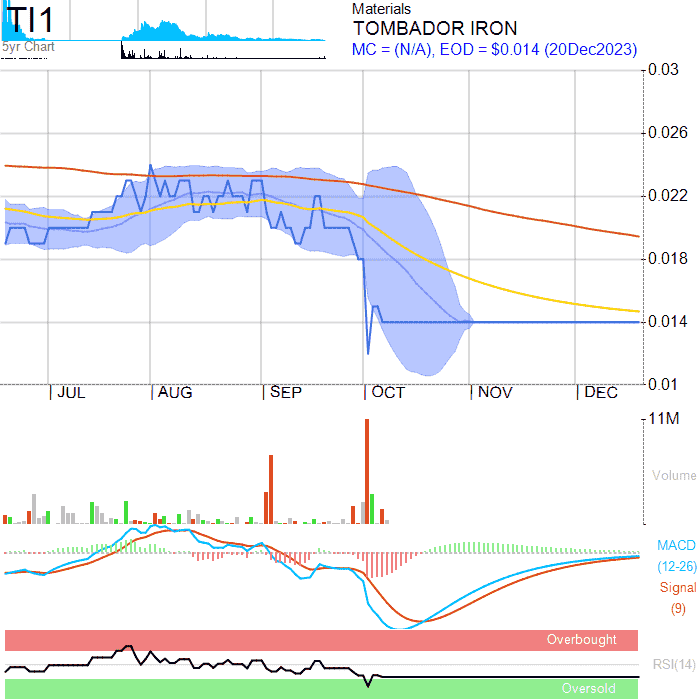 TI1
5yr Chart
Materials
TOMBADOR IRON
MC = (N/A), EOD = $0.014 (20Dec2023)
0.03
0.026
0.022
0.018
0.014
0.01
JUL AUG SEP OCT NOV DEC
11M
Volume
MACD
(12-26)
Signal
(9)
Overbought
RSI(14)
Oversold